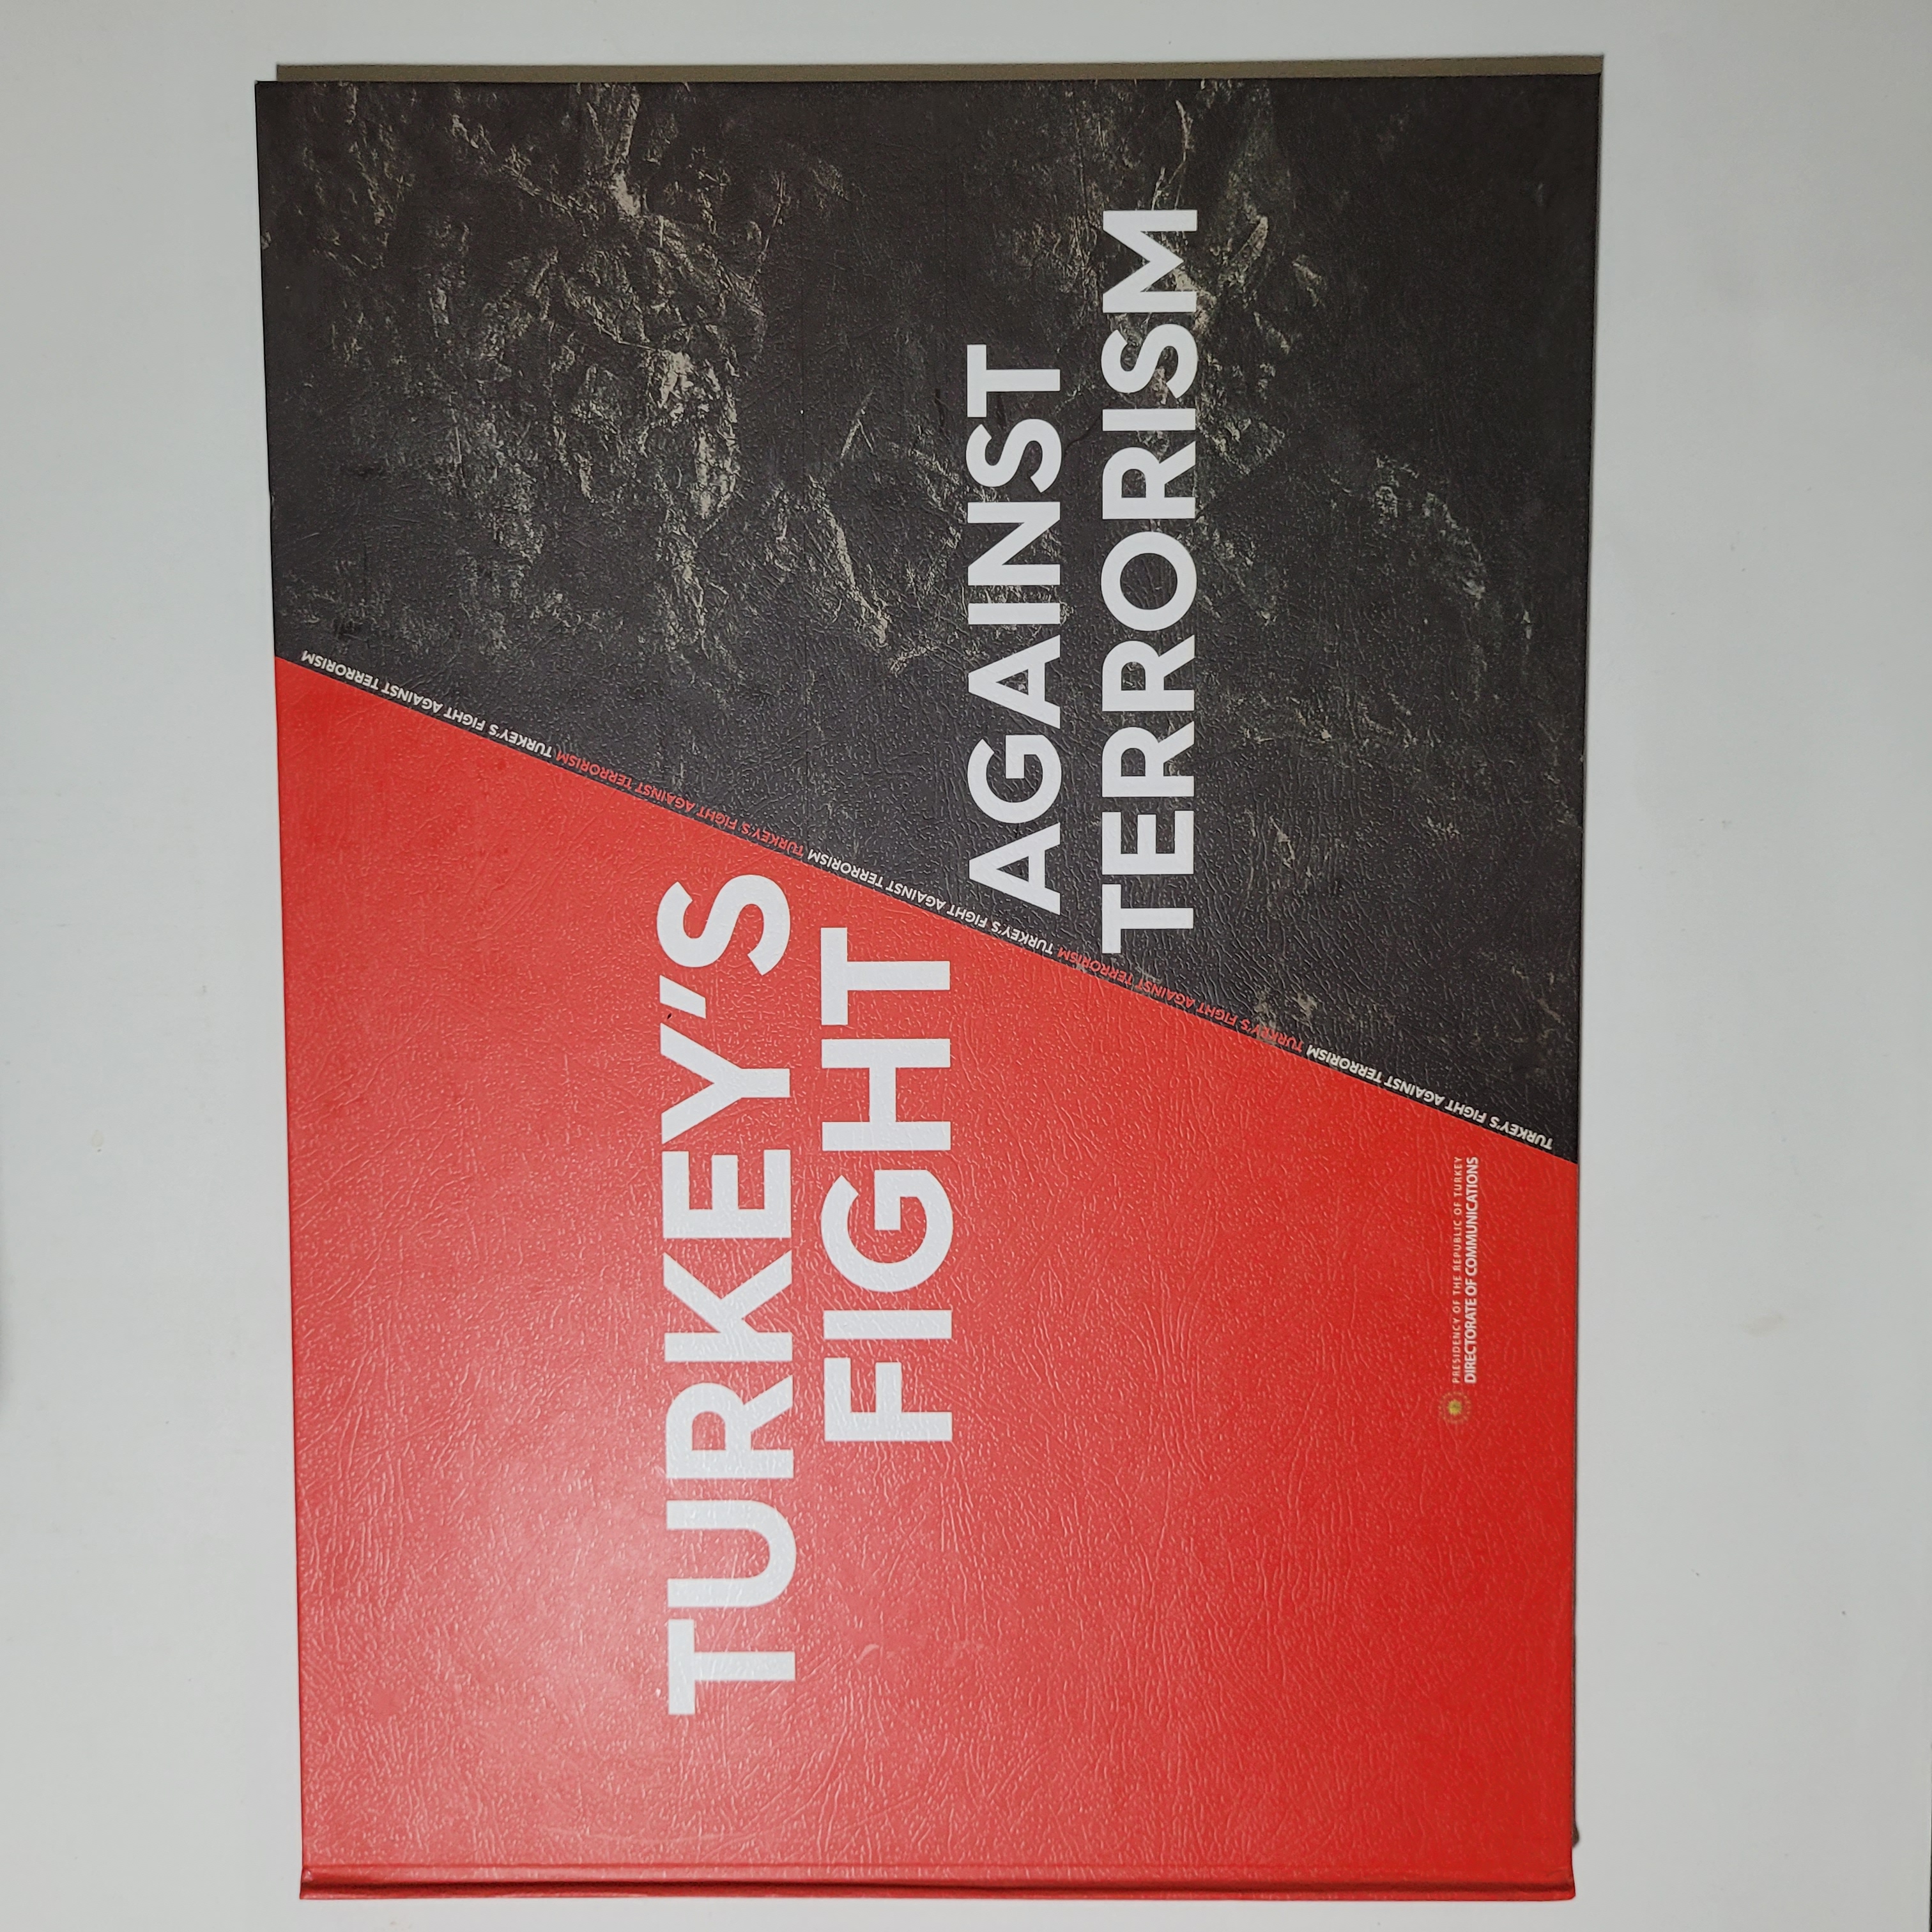 TURKEY'S
FIGHT
AGAINST
TERRORISM
TURKEY'S FIGHT AGAINST TERRORISM TURKEY'S FIGHT AGAINST TERRORISM TURKEY'S FIGHT AGAINST TERRORISM TURKEY'S FIGHT AGAINST TERRORISM TURKEY'S FIGHT AGAINST TERRORISM
PRESIDENCY OF THE REPUBLIC OF TURKEY
DIRECTORATE OF COMMUNICATIONS